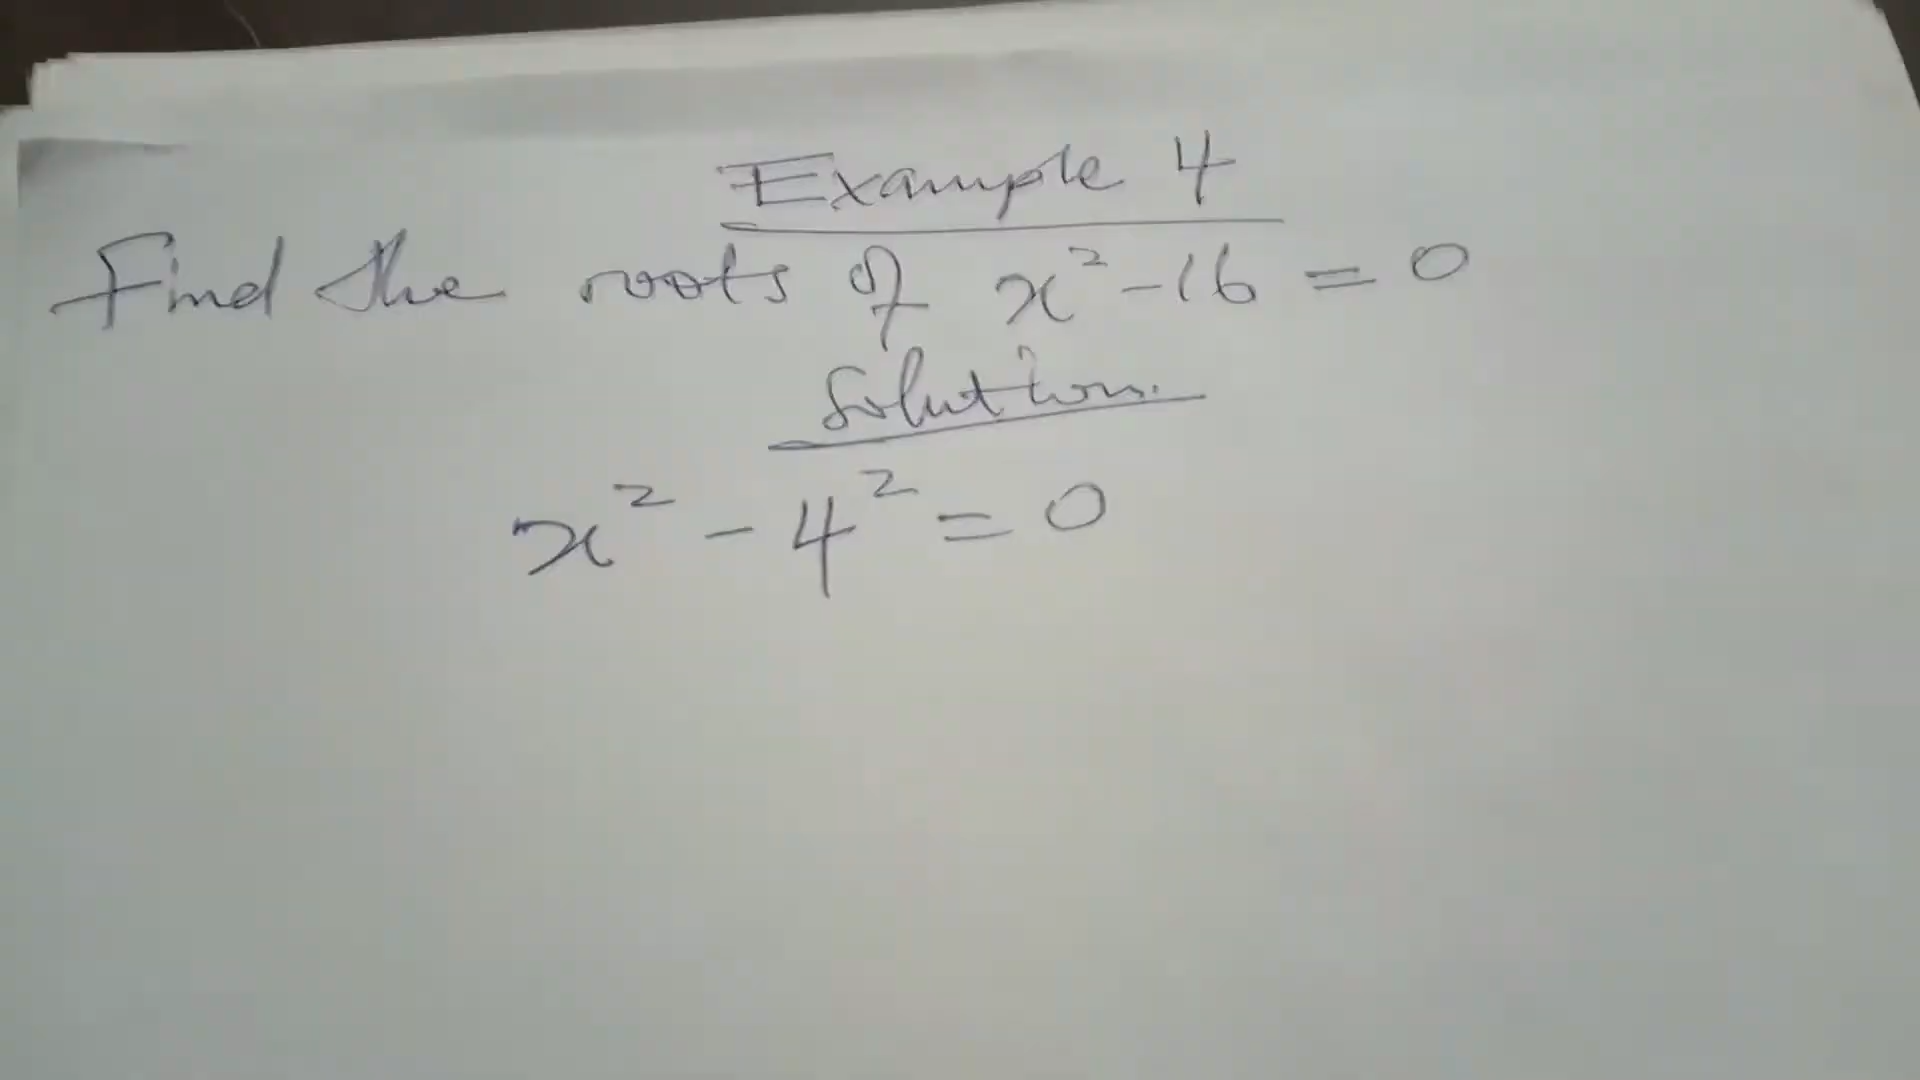 Example 4
Find the roots of x² - 16 = 0
Solution.
x² - 4² = 0